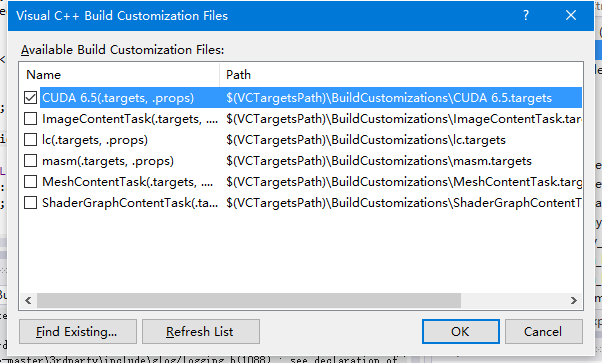 Visual C++ Build Customization Files
Available Build Customization Files:
Name Path
CUDA 6.5(.targets, .props) $(VCTargetsPath)\BuildCustomizations\CUDA 6.5.targets
ImageContentTask(.targets, .... $(VCTargetsPath)\BuildCustomizations\ImageContentTask.tar
lc(.targets, .props) $(VCTargetsPath)\BuildCustomizations\lc.targets
masm(.targets, .props) $(VCTargetsPath)\BuildCustomizations\masm.targets
MeshContentTask(.targets, .... $(VCTargetsPath)\BuildCustomizations\MeshContentTask.targ
ShaderGraphContentTask(.ta... $(VCTargetsPath)\BuildCustomizations\ShaderGraphContentT
Find Existing... Refresh List OK Cancel
-master\3rdparty\include\glog/logging.h(1088) : see declaration of